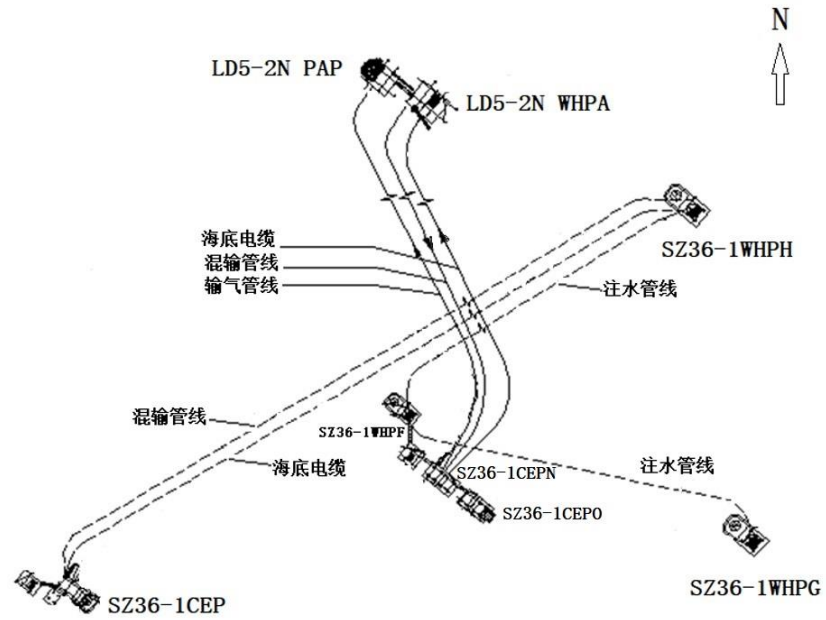 N
LD5-2N PAP
LD5-2N WHPA
SZ36-1WHPH
海底电缆
混输管线
输气管线
注水管线
混输管线
SZ36-1WHPF
海底电缆
SZ36-1CEPN
注水管线
SZ36-1CEPO
SZ36-1WHPG
SZ36-1CEP